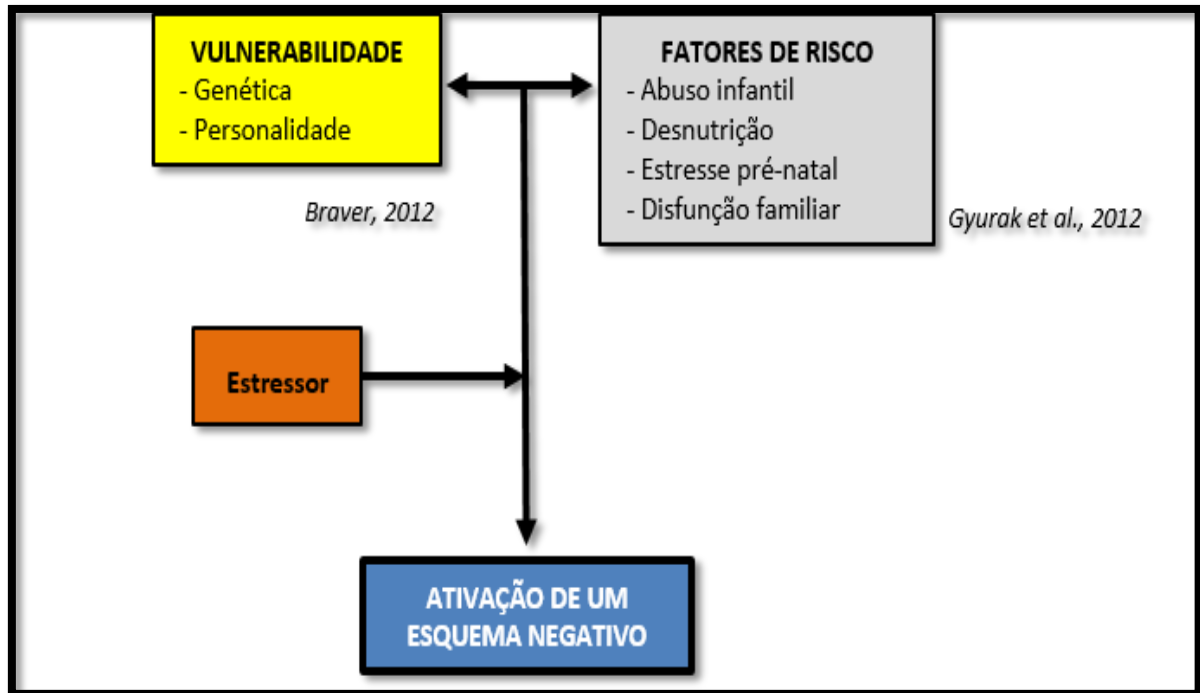 VULNERABILIDADE
- Genética
- Personalidade
Braver, 2012
FATORES DE RISCO
- Abuso infantil
- Desnutrição
- Estresse pré-natal
- Disfunção familiar
Gyurak et al., 2012
Estressor
ATIVAÇÃO DE UM
ESQUEMA NEGATIVO